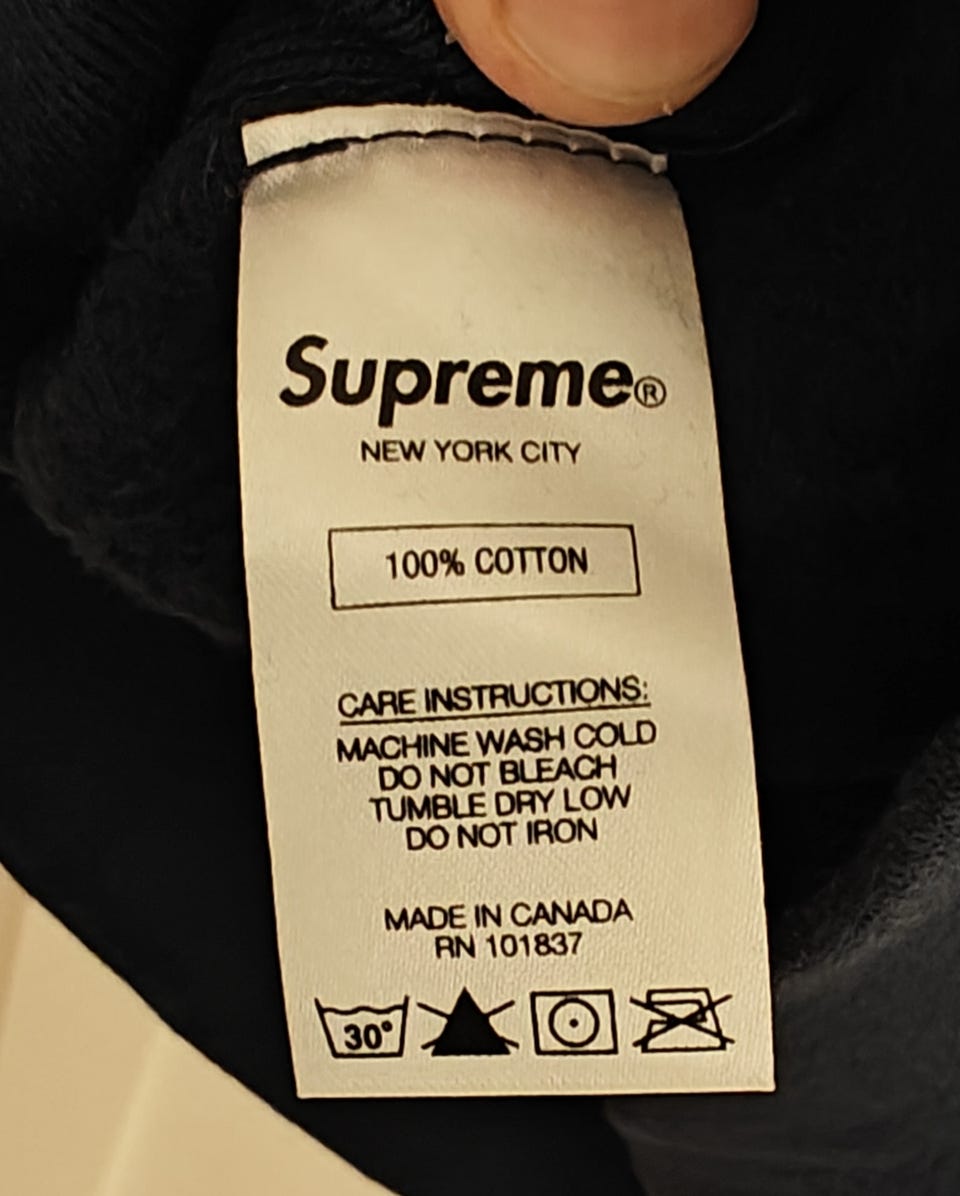 Supreme®
NEW YORK CITY
100% COTTON
CARE INSTRUCTIONS:
MACHINE WASH COLD
DO NOT BLEACH
TUMBLE DRY LOW
DO NOT IRON
MADE IN CANADA
RN 101837
30°